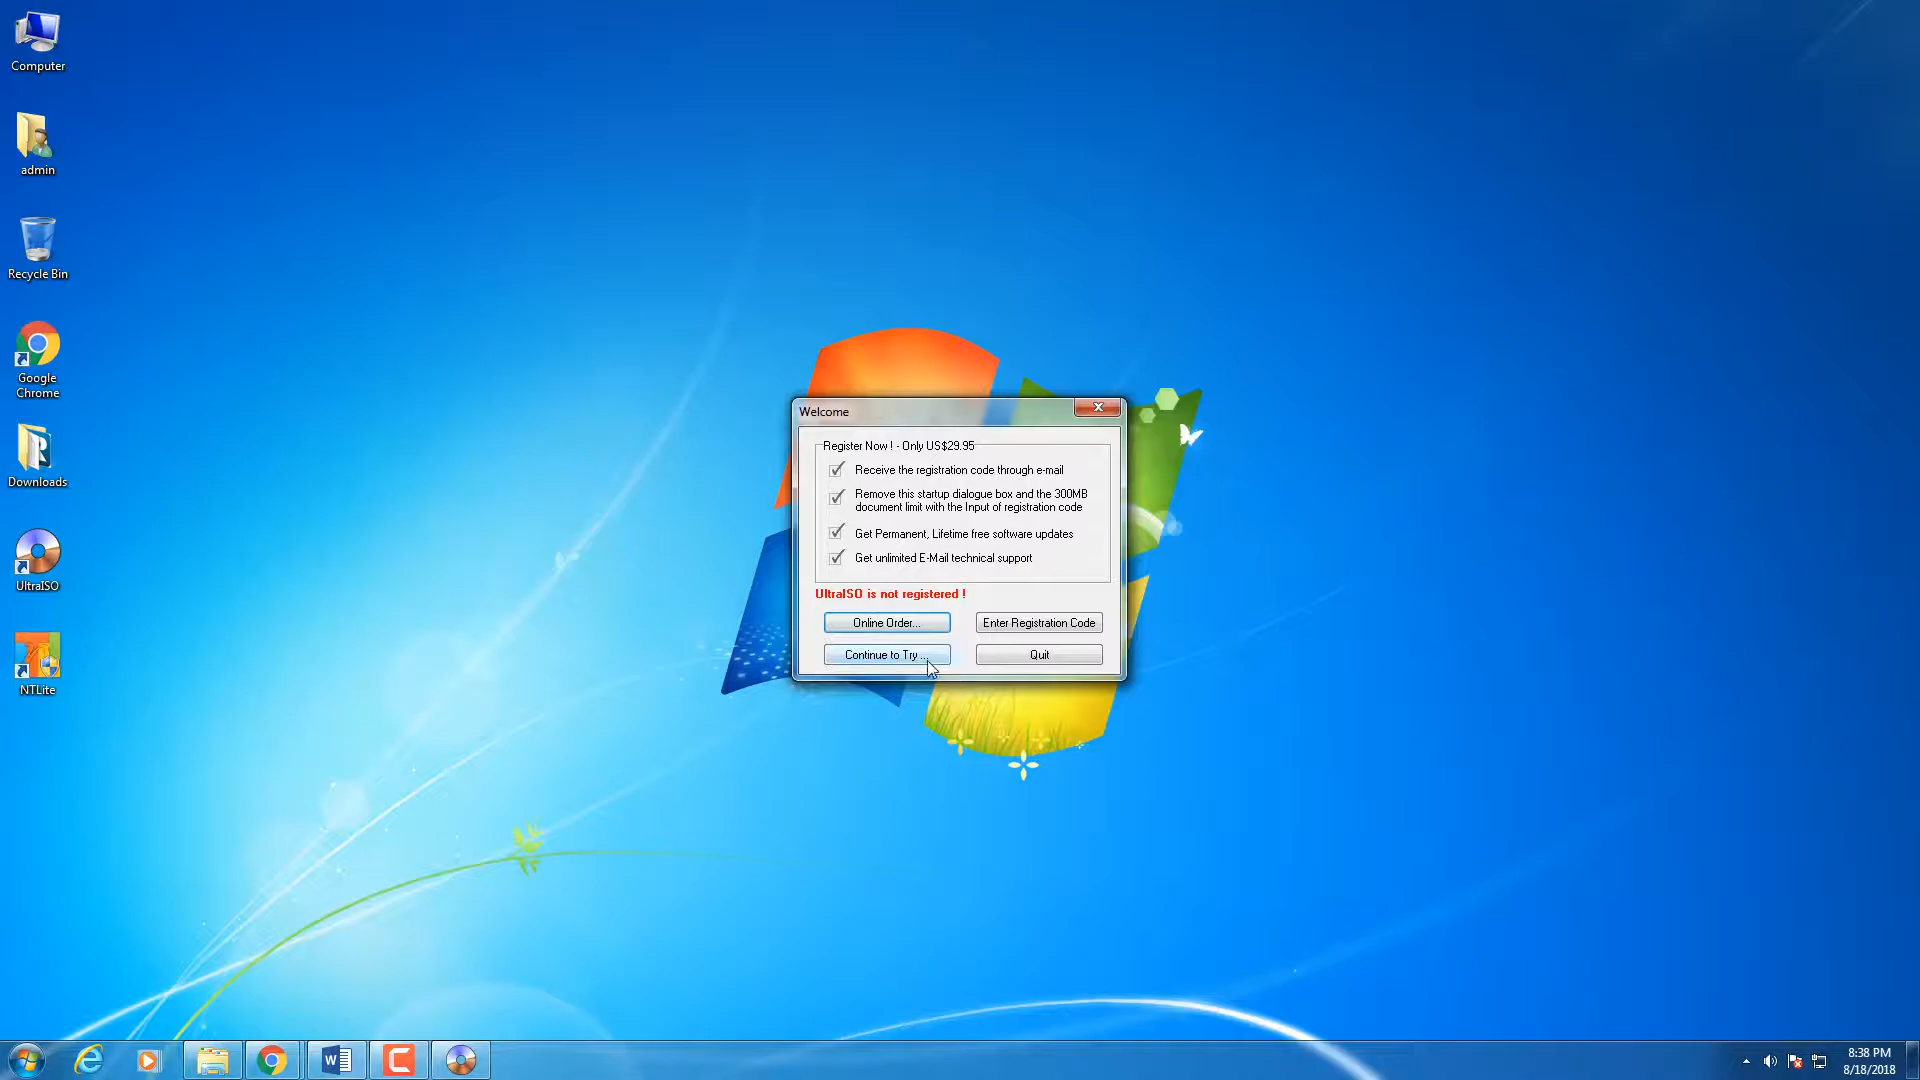 Computer
admin
Recycle Bin
Google
Chrome
Downloads
UltraISO
NTLite
Welcome
Register Now ! - Only US$29.95
Receive the registration code through e-mail
Remove this startup dialogue box and the 300MB
document limit with the Input of registration code
Get Permanent, Lifetime free software updates
Get unlimited E-Mail technical support
UltraISO is not registered !
Online Order...
Enter Registration Code
Continue to Try ...
Quit
8:38 PM
8/18/2018